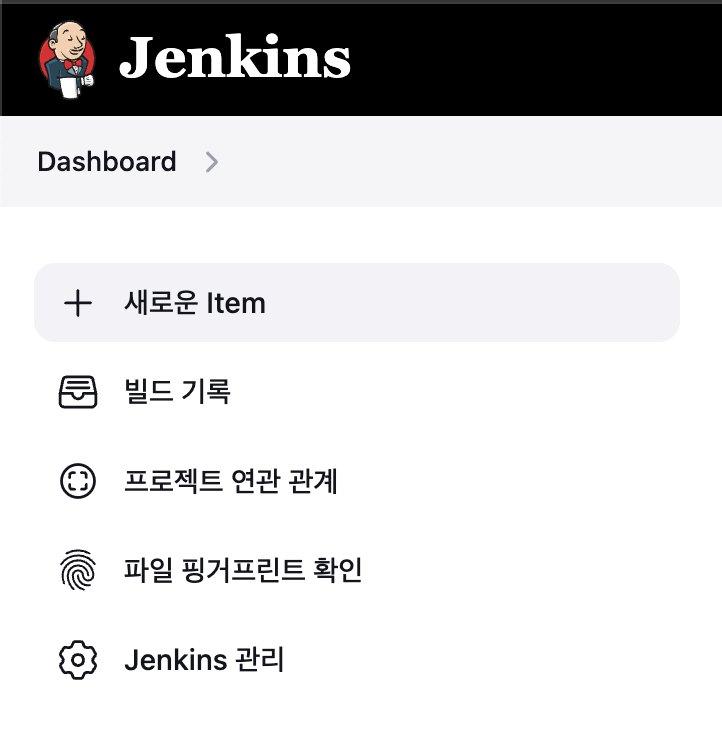 Jenkins
Dashboard
새로운 Item
빌드 기록
프로젝트 연관 관계
파일 핑거프린트 확인
Jenkins 관리